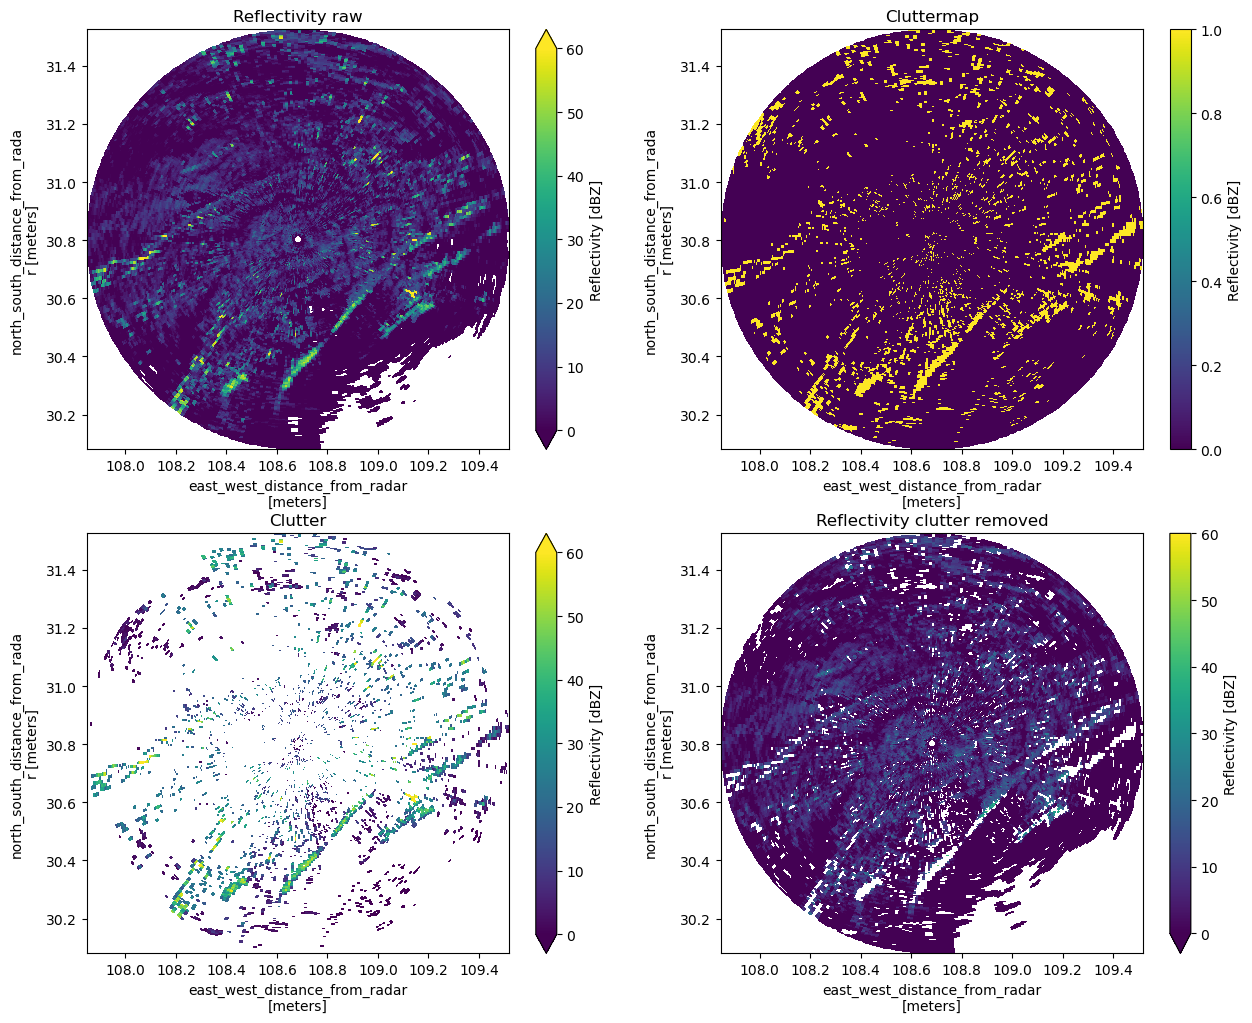 Reflectivity raw
31.4
31.2
31.0
30.8
30.6
30.4
30.2
north_south_distance_from_rada
r [meters]
108.0 108.2 108.4 108.6 108.8 109.0 109.2 109.4
east_west_distance_from_radar
[meters]
60
50
40
30
20
10
0
Reflectivity [dBZ]
Cluttermap
31.4
31.2
31.0
30.8
30.6
30.4
30.2
north_south_distance_from_rada
r [meters]
108.0 108.2 108.4 108.6 108.8 109.0 109.2 109.4
east_west_distance_from_radar
[meters]
1.0
0.8
0.6
0.4
0.2
0.0
Reflectivity [dBZ]
Clutter
31.4
31.2
31.0
30.8
30.6
30.4
30.2
north_south_distance_from_rada
r [meters]
108.0 108.2 108.4 108.6 108.8 109.0 109.2 109.4
east_west_distance_from_radar
[meters]
60
50
40
30
20
10
0
Reflectivity [dBZ]
Reflectivity clutter removed
31.4
31.2
31.0
30.8
30.6
30.4
30.2
north_south_distance_from_rada
r [meters]
108.0 108.2 108.4 108.6 108.8 109.0 109.2 109.4
east_west_distance_from_radar
[meters]
60
50
40
30
20
10
0
Reflectivity [dBZ]